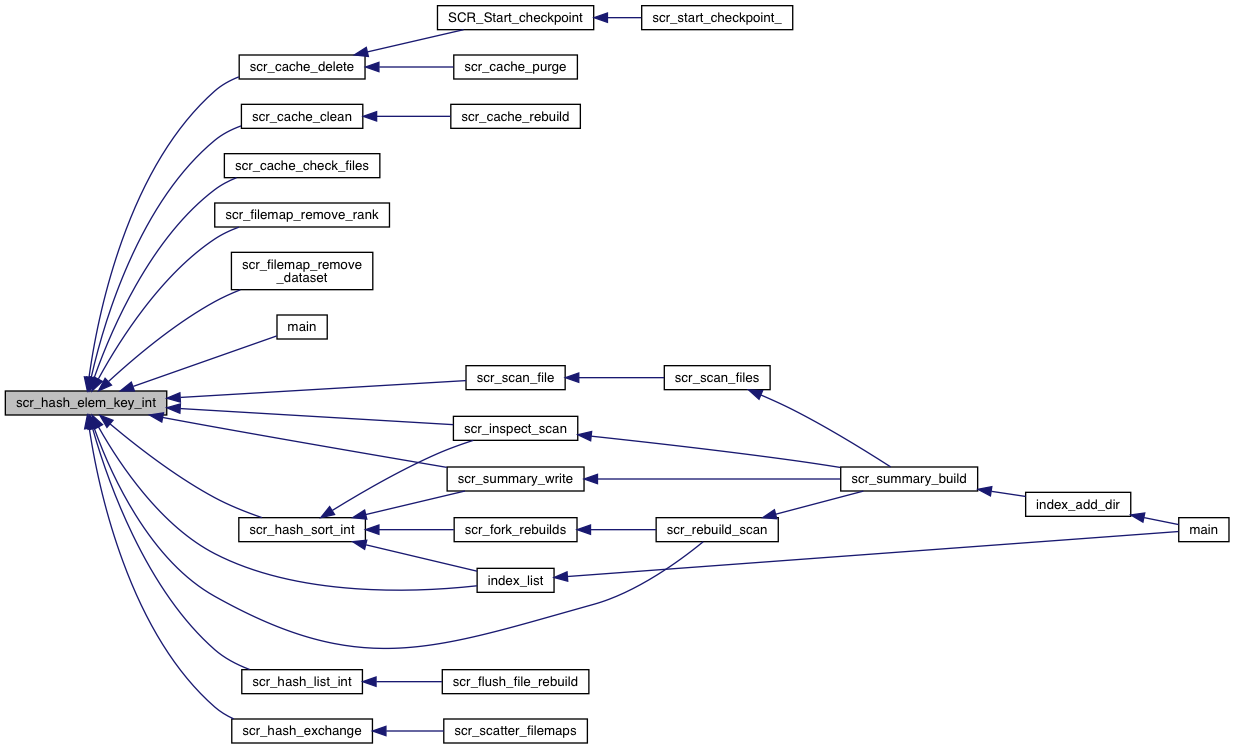 SCR_Start_checkpoint
scr_start_checkpoint_
scr_cache_delete
scr_cache_purge
scr_cache_clean
scr_cache_rebuild
scr_cache_check_files
scr_filemap_remove_rank
scr_filemap_remove
_dataset
main
scr_scan_file
scr_scan_files
scr_hash_elem_key_int
scr_inspect_scan
scr_summary_write
scr_summary_build
index_add_dir
scr_hash_sort_int
scr_fork_rebuilds
scr_rebuild_scan
main
index_list
scr_hash_list_int
scr_flush_file_rebuild
scr_hash_exchange
scr_scatter_filemaps